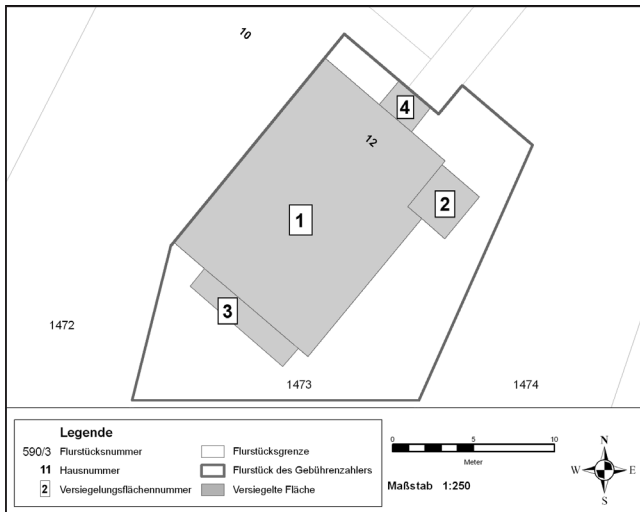 10
4
12
2
1
3
1472
1473
1474
Legende
590/3 Flurstücksnummer
11 Hausnummer
2 Versiegelungsflächennummer
Flurstücksgrenze
Flurstück des Gebührenzahlers
Versiegelte Fläche
0 5 10
Meter
Maßstab 1:250
N
W E
S